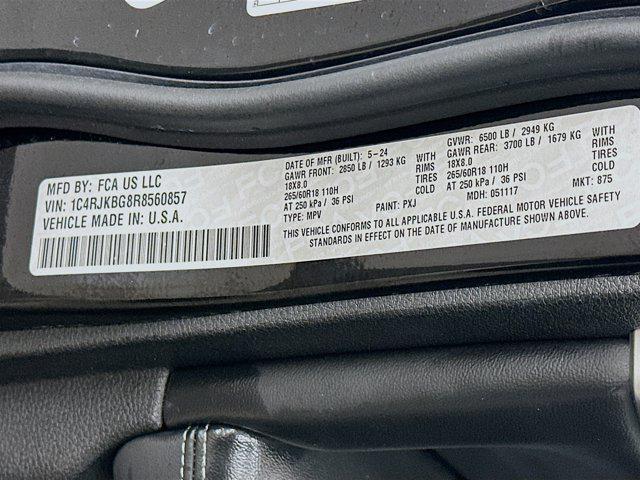 MFD BY: FCA US LLC
VIN: 1C4RJKBG8R8560857
VEHICLE MADE IN: U.S.A.
DATE OF MFR (BUILT): 5-24
GAWR FRONT: 2850 LB / 1293 KG WITH
18X8.0 RIMS
265/60R18 110H TIRES
AT 250 kPa / 36 PSI COLD
TYPE: MPV PAINT: PXJ
GVWR: 6500 LB / 2949 KG
GAWR REAR: 3700 LB / 1679 KG WITH
18X8.0 RIMS
265/60R18 110H TIRES
AT 250 kPa / 36 PSI COLD
MDH: 051117 MKT: 875
THIS VEHICLE CONFORMS TO ALL APPLICABLE U.S.A. FEDERAL MOTOR VEHICLE SAFETY
STANDARDS IN EFFECT ON THE DATE OF MANUFACTURE SHOWN ABOVE.